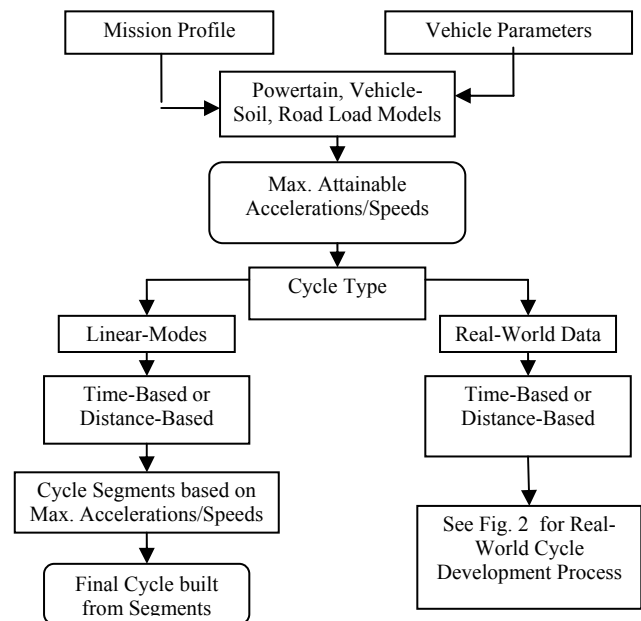 Mission Profile
Vehicle Parameters
Powertain, Vehicle-
Soil, Road Load Models
Max. Attainable
Accelerations/Speeds
Cycle Type
Linear-Modes
Real-World Data
Time-Based or
Distance-Based
Time-Based or
Distance-Based
Cycle Segments based on
Max. Accelerations/Speeds
See Fig. 2 for Real-
World Cycle
Development Process
Final Cycle built
from Segments